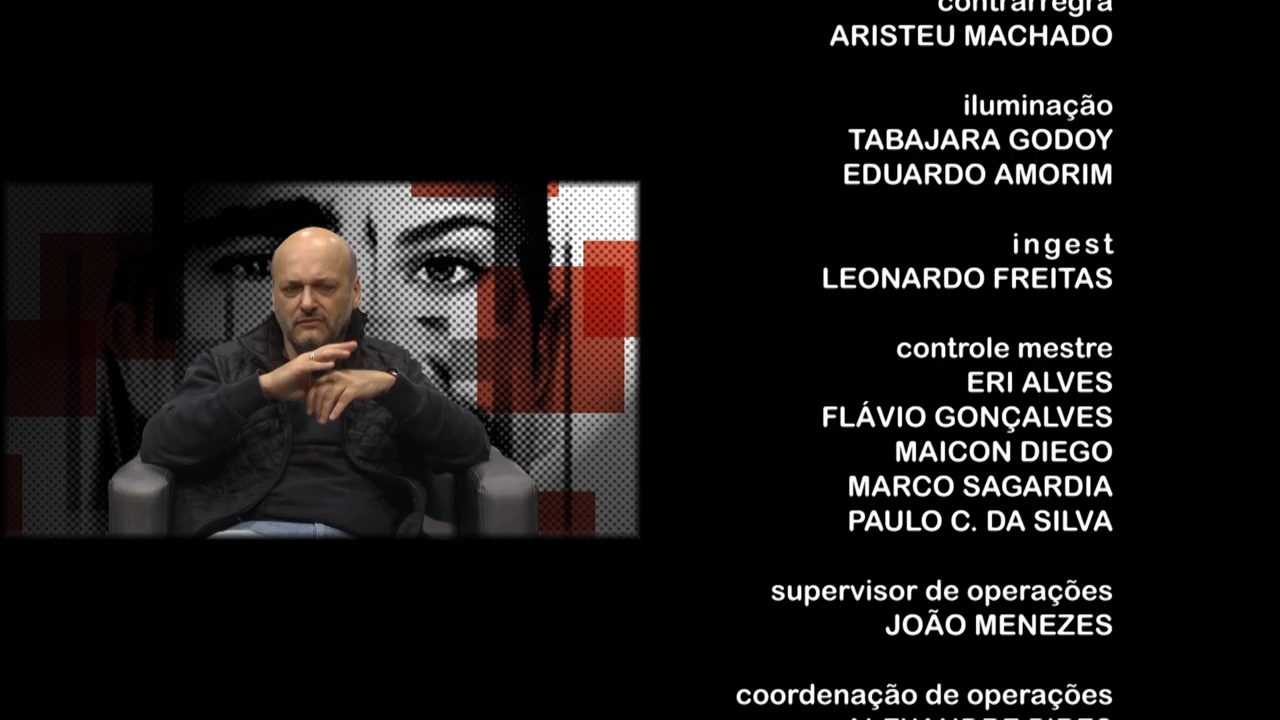 contrarregra
ARISTEU MACHADO
iluminação
TABAJARA GODOY
EDUARDO AMORIM
ingest
LEONARDO FREITAS
controle mestre
ERI ALVES
FLÁVIO GONÇALVES
MAICON DIEGO
MARCO SAGARDIA
PAULO C. DA SILVA
supervisor de operações
JOÃO MENEZES
coordenação de operações